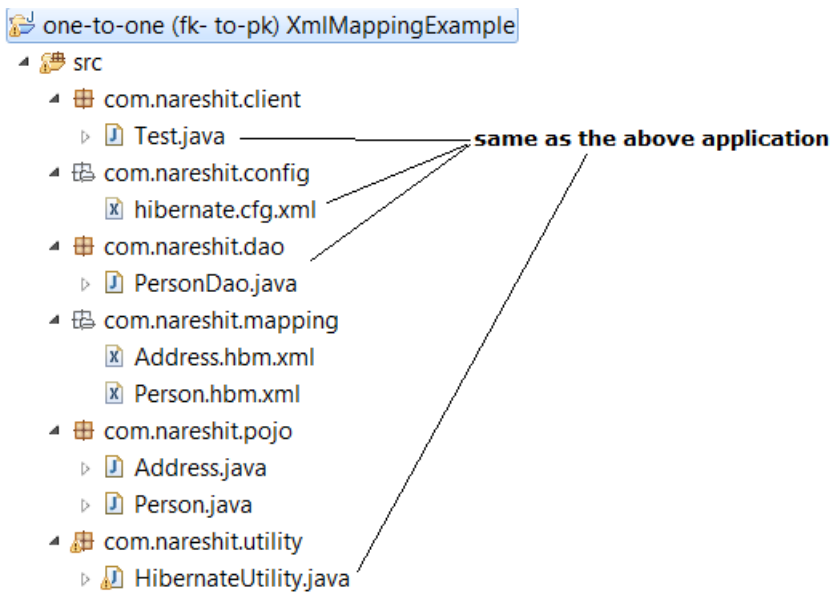 one-to-one (fk- to-pk) XmlMappingExample
src
com.nareshit.client
Test.java
same as the above application
com.nareshit.config
hibernate.cfg.xml
com.nareshit.dao
PersonDao.java
com.nareshit.mapping
Address.hbm.xml
Person.hbm.xml
com.nareshit.pojo
Address.java
Person.java
com.nareshit.utility
HibernateUtility.java